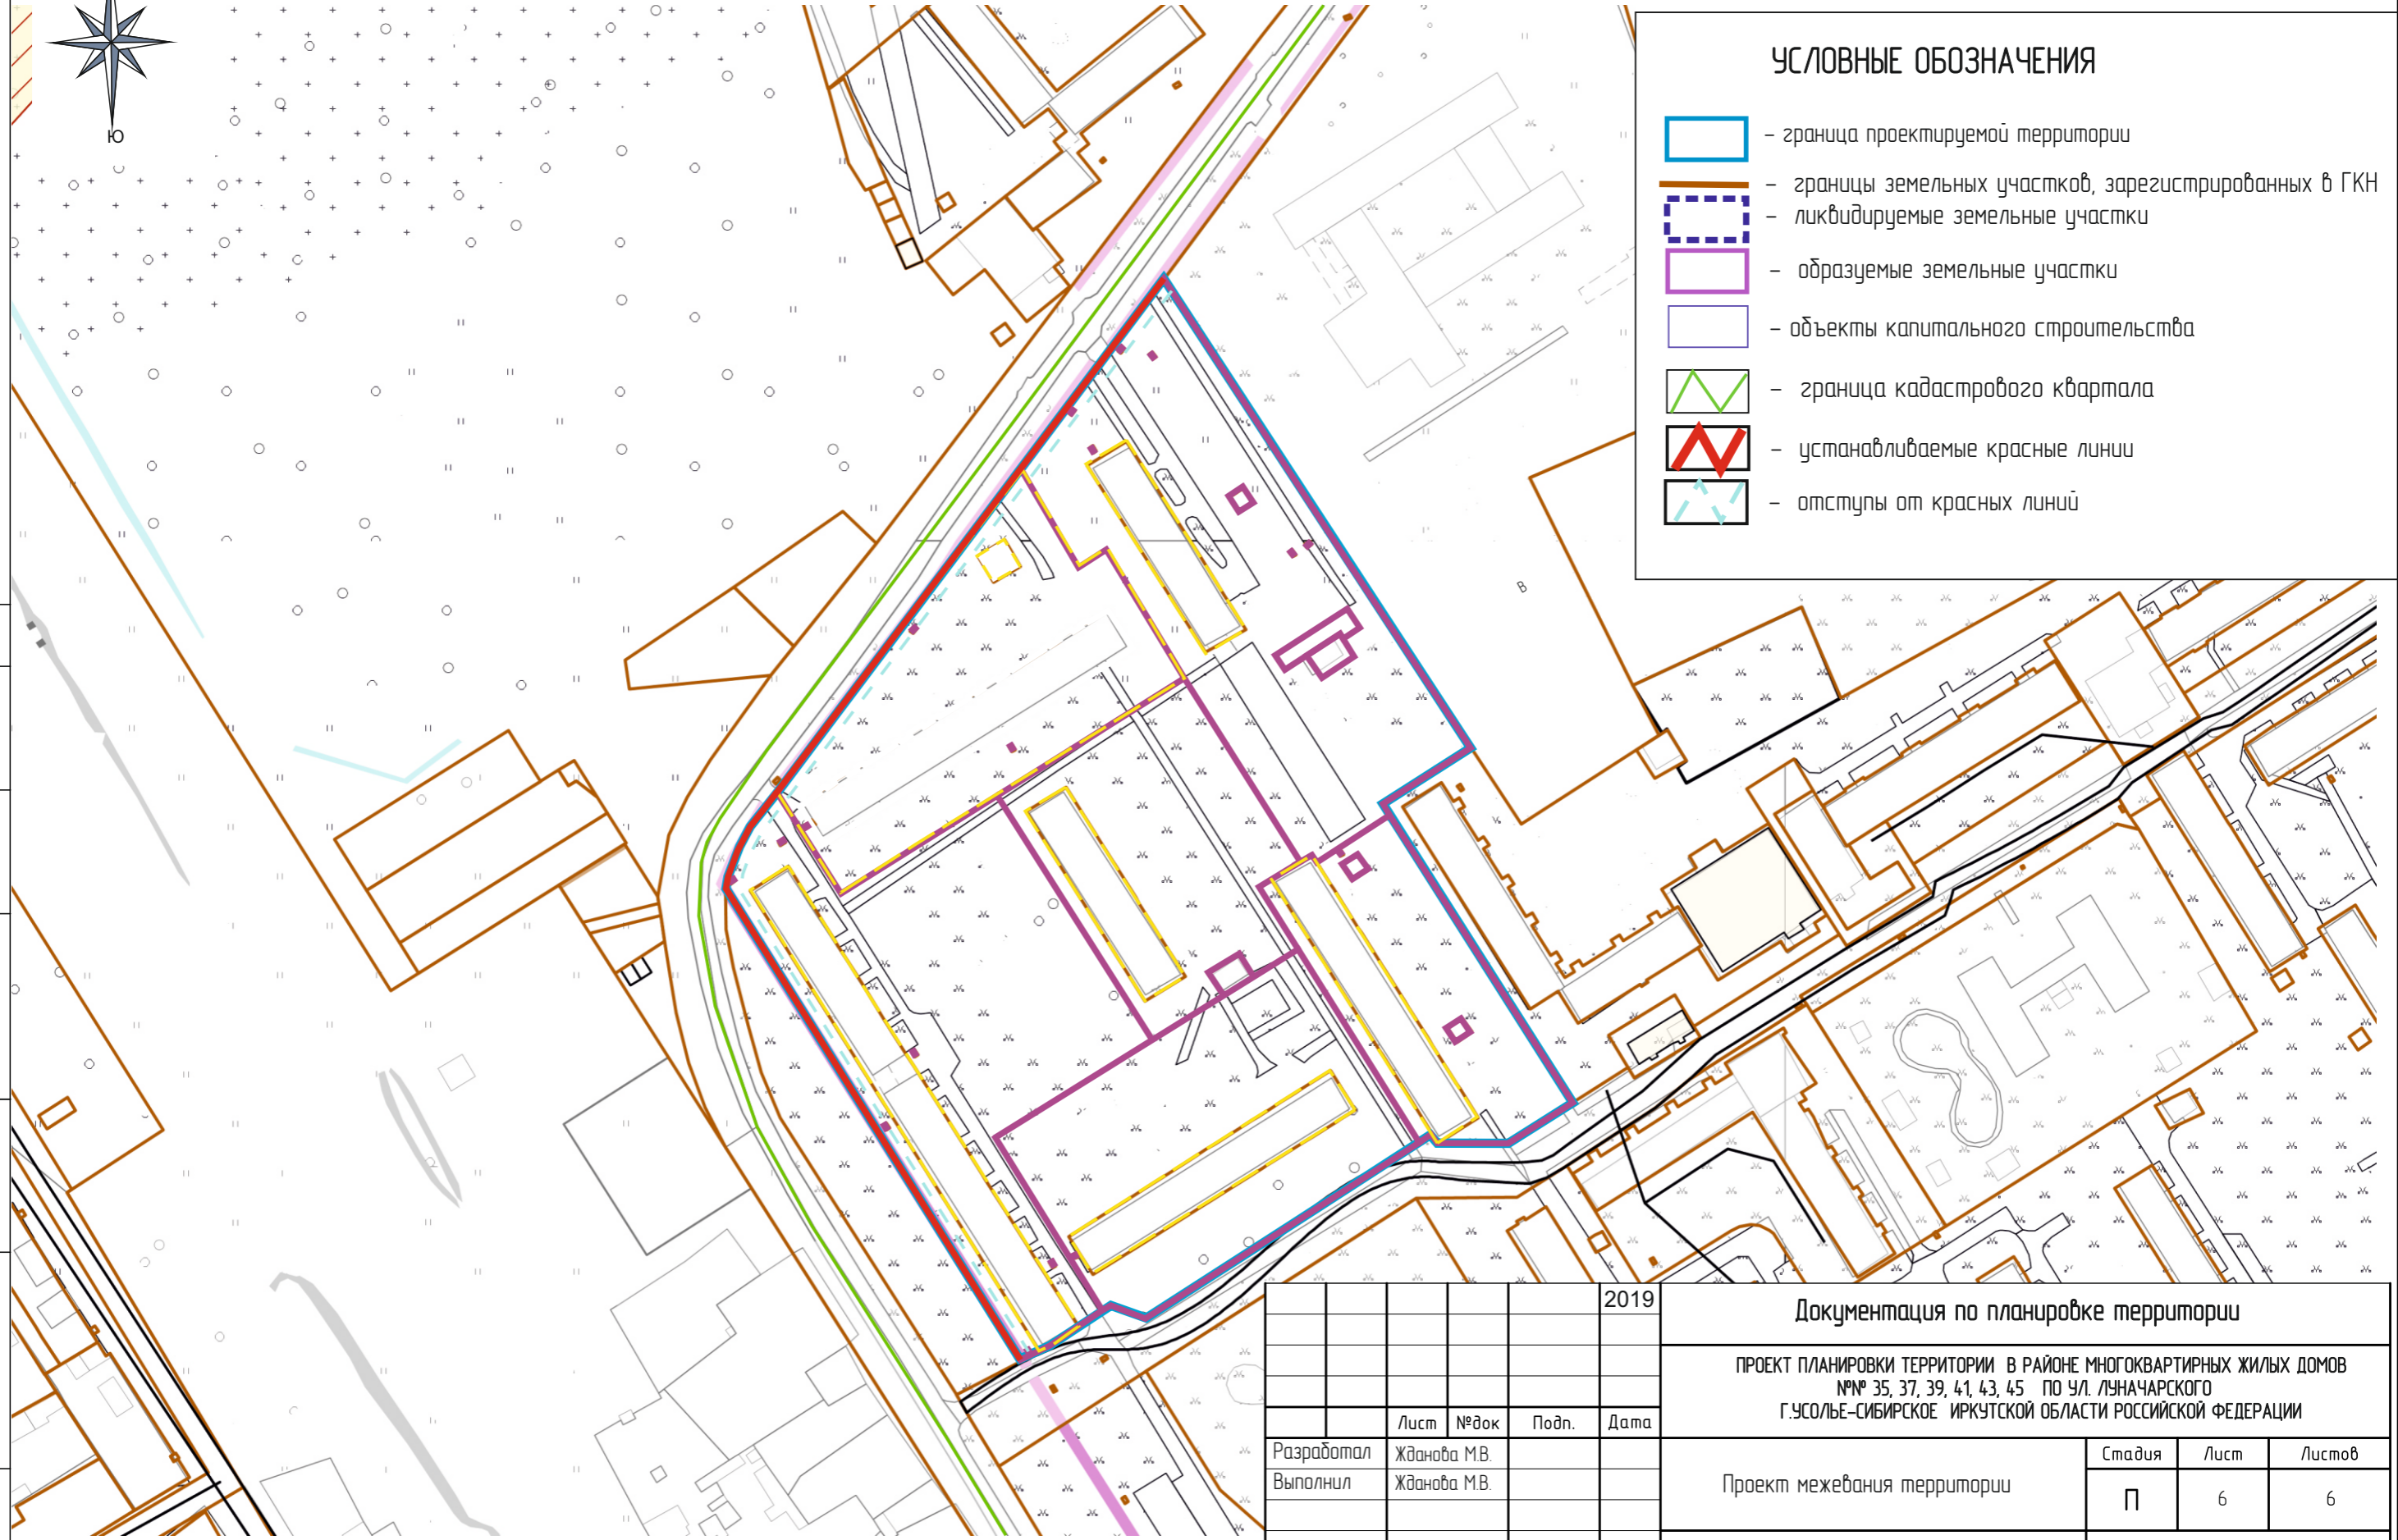 Ю
УСЛОВНЫЕ ОБОЗНАЧЕНИЯ
– граница проектируемой территории
– границы земельных участков, зарегистрированных в ГКН
– ликвидируемые земельные участки
– образуемые земельные участки
– объекты капитального строительства
– граница кадастрового квартала
– устанавливаемые красные линии
– отступы от красных линий
В
2019
Документация по планировке территории
ПРОЕКТ ПЛАНИРОВКИ ТЕРРИТОРИИ В РАЙОНЕ МНОГОКВАРТИРНЫХ ЖИЛЫХ ДОМОВ
№№ 35, 37, 39, 41, 43, 45 ПО УЛ. ЛУНАЧАРСКОГО
Г.УСОЛЬЕ-СИБИРСКОЕ ИРКУТСКОЙ ОБЛАСТИ РОССИЙСКОЙ ФЕДЕРАЦИИ
Лист №док Подп. Дата
Разработал Жданова М.В.
Выполнил Жданова М.В.
Проект межевания территории
Стадия Лист Листов
П 6 6